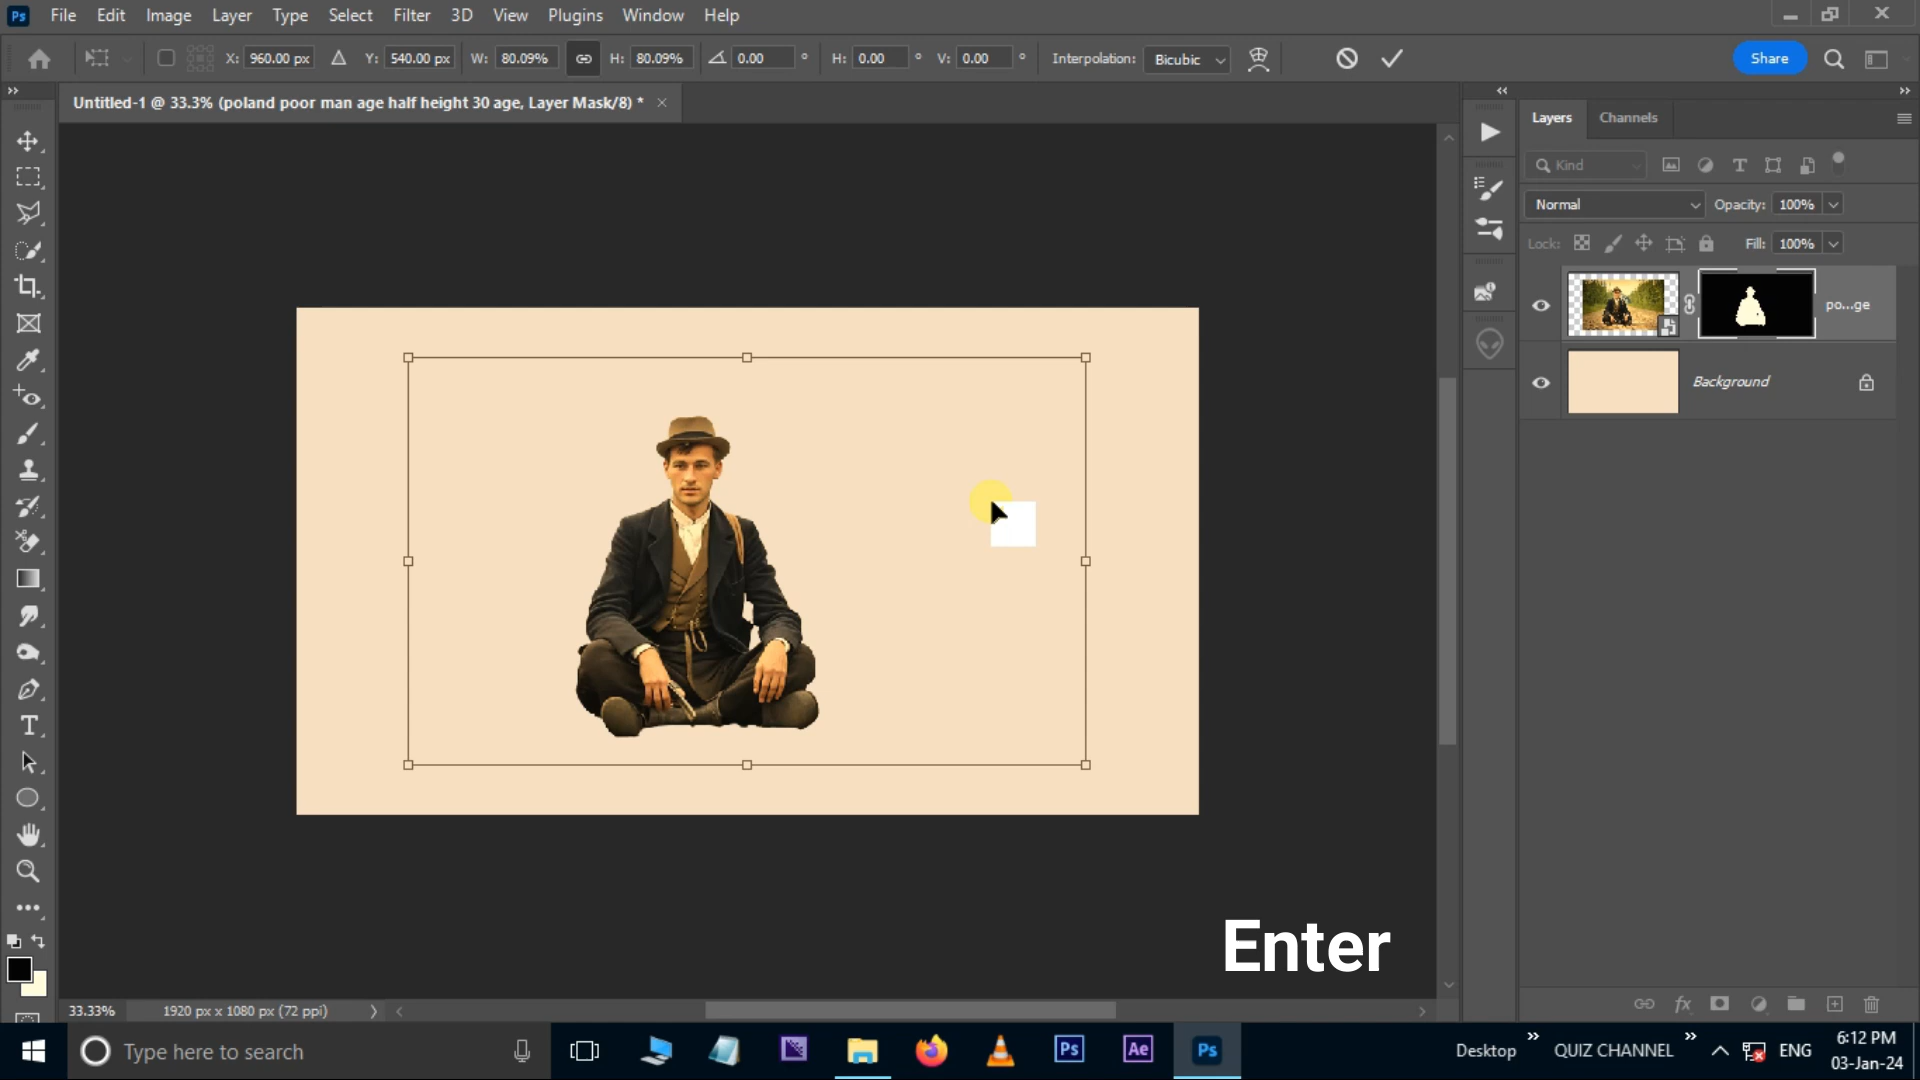 Ps File Edit Image Layer Type Select Filter 3D View Plugins Window Help
X: 960.00 px Y: 540.00 px W: 80.09% H: 80.09% 0.00 ° H: 0.00 ° V: 0.00 ° Interpolation: Bicubic Share
Untitled-1 @ 33.3% (poland poor man age half height 30 age, Layer Mask/8) *
Layers Channels
Kind
Normal Opacity: 100%
Lock: Fill: 100%
po...ge
Background
Enter
33.33% 1920 px x 1080 px (72 ppi)
Type here to search Ps Ae Ps Desktop QUIZ CHANNEL ENG 6:12 PM
03-Jan-24